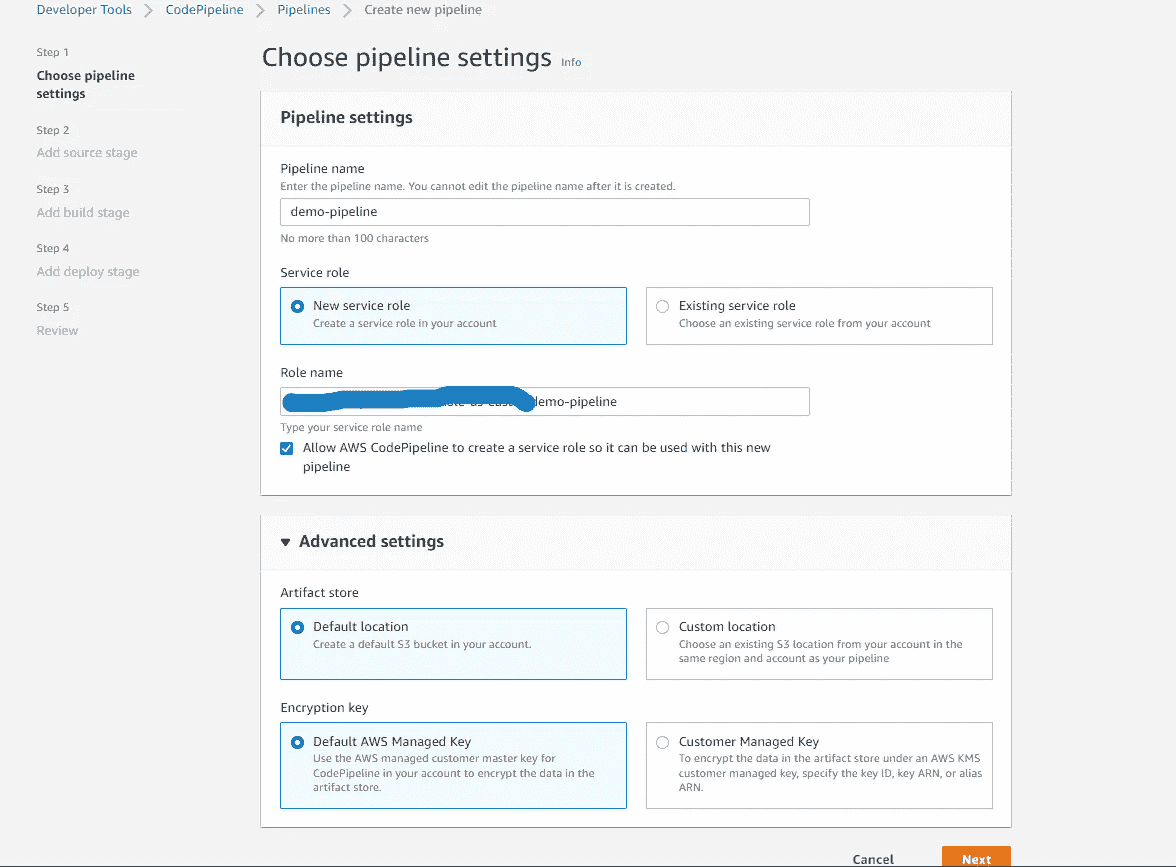 Developer Tools CodePipeline Pipelines Create new pipeline
Step 1
Choose pipeline
settings
Step 2
Add source stage
Step 3
Add build stage
Step 4
Add deploy stage
Step 5
Review
Choose pipeline settings Info
Pipeline settings
Pipeline name
Enter the pipeline name. You cannot edit the pipeline name after it is created.
demo-pipeline
No more than 100 characters
Service role
New service role
Create a service role in your account
Existing service role
Choose an existing service role from your account
Role name
demo-pipeline
Type your service role name
Allow AWS CodePipeline to create a service role so it can be used with this new
pipeline
Advanced settings
Artifact store
Default location
Create a default S3 bucket in your account.
Custom location
Choose an existing S3 location from your account in the
same region and account as your pipeline
Encryption key
Default AWS Managed Key
Use the AWS managed customer master key for
CodePipeline in your account to encrypt the data in the
artifact store.
Customer Managed Key
To encrypt the data in the artifact store under an AWS KMS
customer managed key, specify the key ID, key ARN, or alias
ARN.
Cancel Next